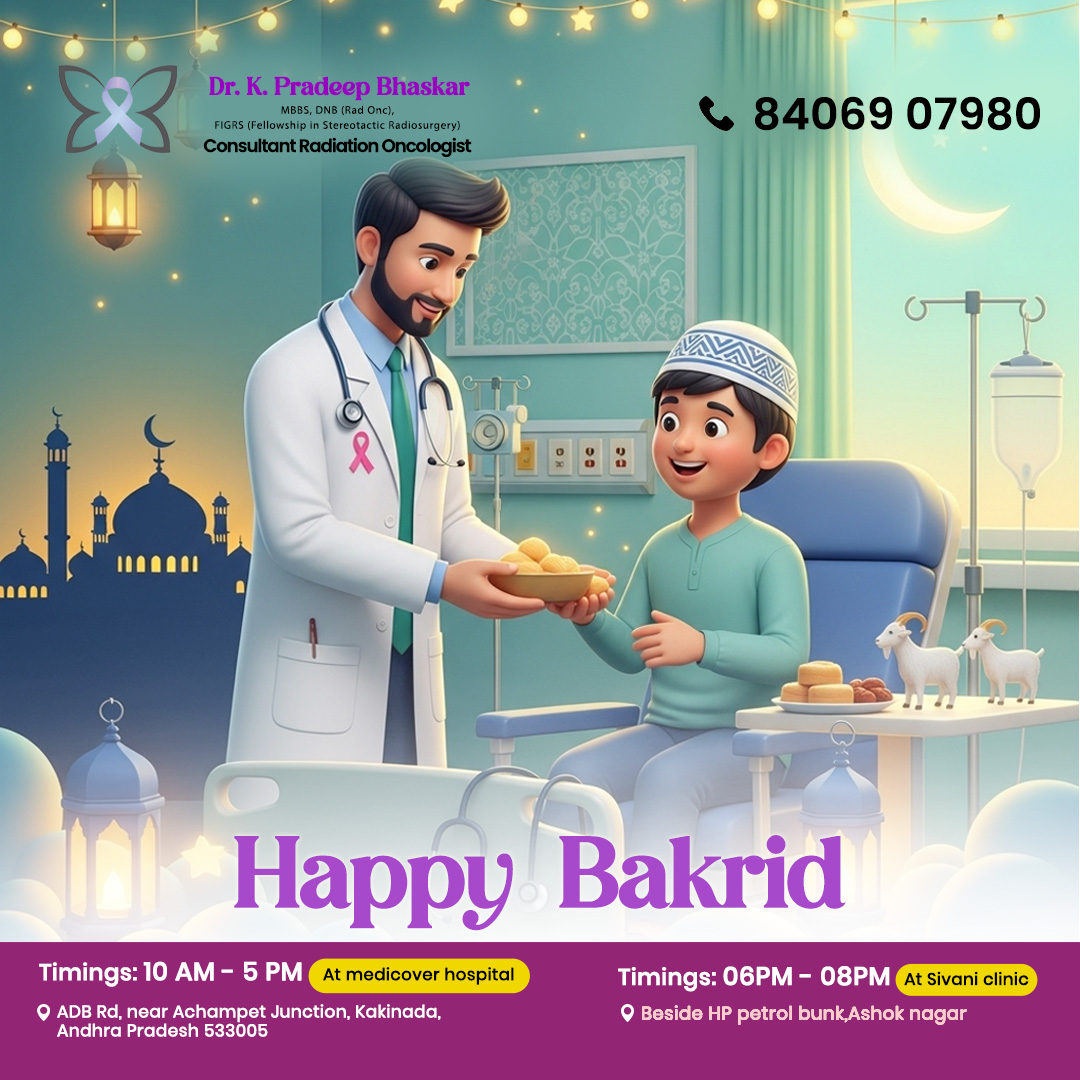 Dr. K. Pradeep Bhaskar
MBBS, DNB (Rad Onc),
FIGRS (Fellowship in Stereotactic Radiosurgery)
Consultant Radiation Oncologist
84069 07980
Happy Bakrid
Timings: 10 AM - 5 PM At medicover hospital
ADB Rd, near Achampet Junction, Kakinada,
Andhra Pradesh 533005
Timings: 06PM - 08PM At Sivani clinic
Beside HP petrol bunk,Ashok nagar